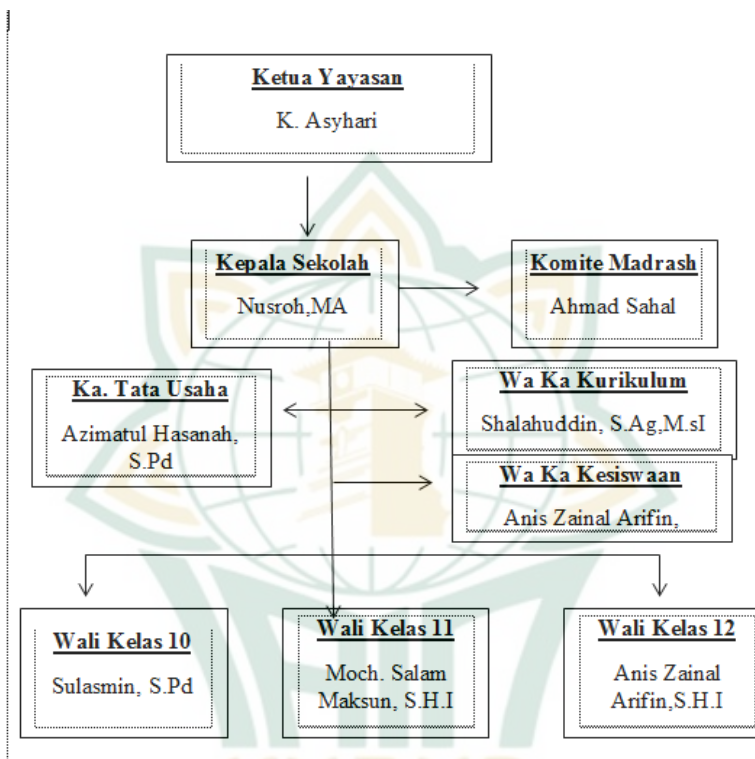 Ketua Yayasan
K. Asyhari
Kepala Sekolah
Nusroh,MA
Komite Madrash
Ahmad Sahal
Ka. Tata Usaha
Azimatul Hasanah,
S.Pd
Wa Ka Kurikulum
Shalahuddin, S.Ag,M.sI
Wa Ka Kesiswaan
Anis Zainal Arifin,
Wali Kelas 10
Sulasmin, S.Pd
Wali Kelas 11
Moch. Salam
Maksun, S.H.I
Wali Kelas 12
Anis Zainal
Arifin,S.H.I